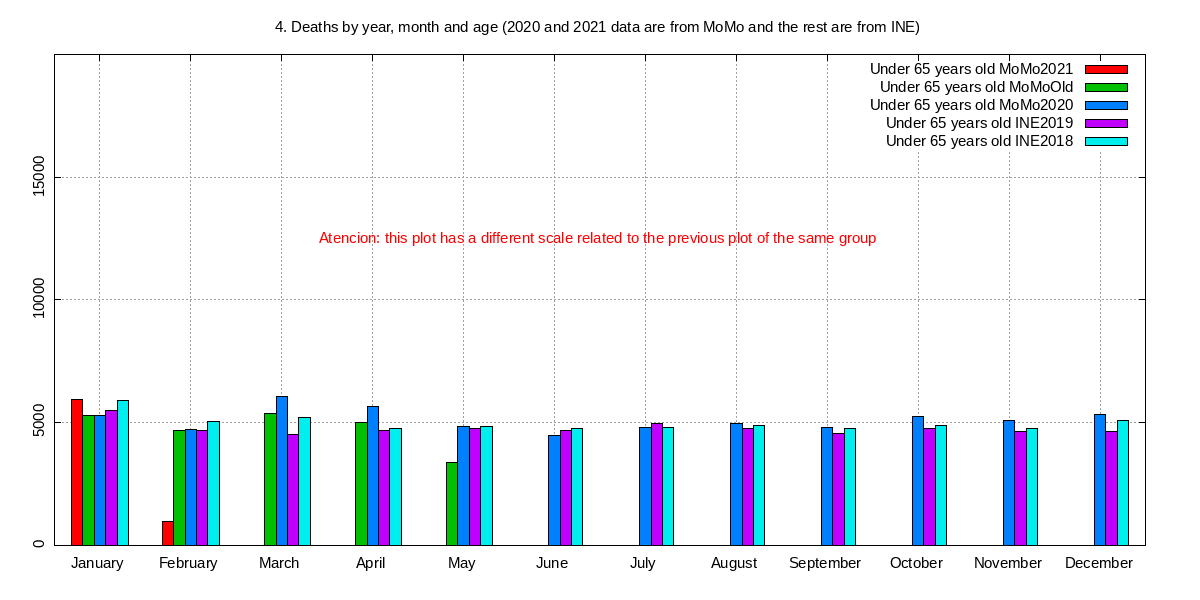 4. Deaths by year, month and age (2020 and 2021 data are from MoMo and the rest are from INE)
Under 65 years old MoMo2021
Under 65 years old MoMoOld
Under 65 years old MoMo2020
Under 65 years old INE2019
Under 65 years old INE2018
15000
Atencion: this plot has a different scale related to the previous plot of the same group
10000
5000
0
January February March April May June July August September October November December